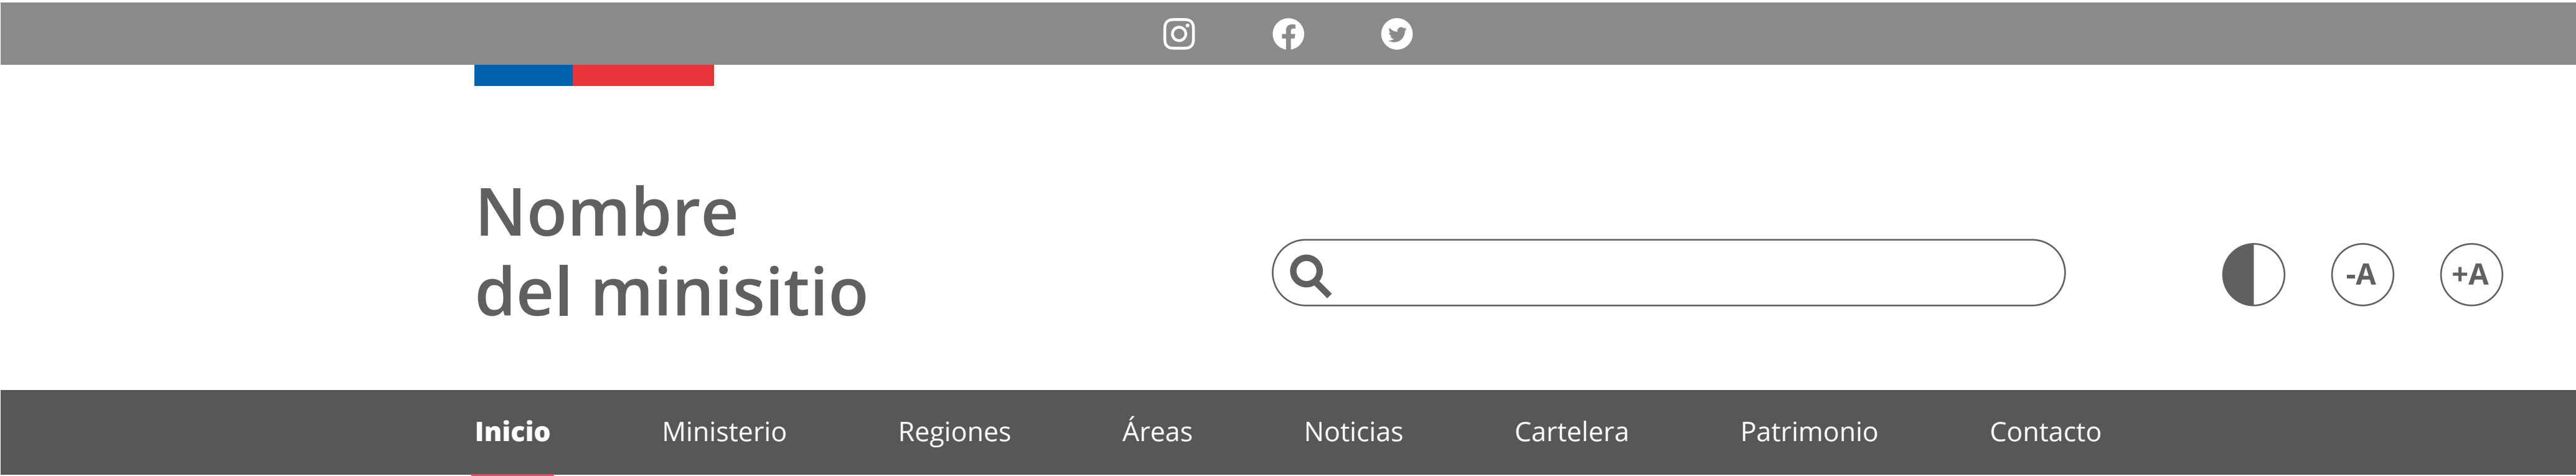 Nombre
del minisitio
-A
+A
Inicio Ministerio Regiones Áreas Noticias Cartelera Patrimonio Contacto